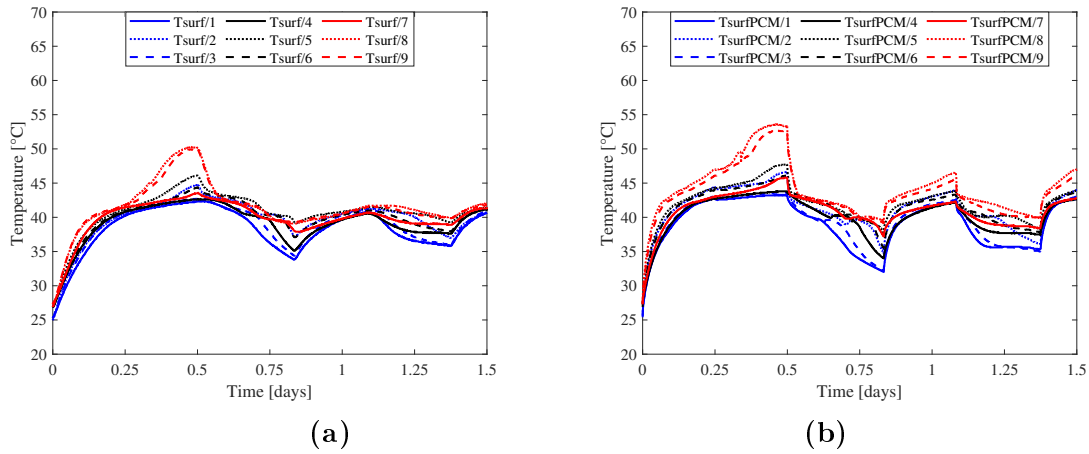 70
65
60
55
50
45
40
35
30
25
20
Temperature [°C]
Tsurf/1 Tsurf/4 Tsurf/7
Tsurf/2 Tsurf/5 Tsurf/8
Tsurf/3 Tsurf/6 Tsurf/9
0 0.25 0.5 0.75 1 1.25 1.5
Time [days]
(a)
70
65
60
55
50
45
40
35
30
25
20
Temperature [°C]
TsurfPCM/1 TsurfPCM/4 TsurfPCM/7
TsurfPCM/2 TsurfPCM/5 TsurfPCM/8
TsurfPCM/3 TsurfPCM/6 TsurfPCM/9
0 0.25 0.5 0.75 1 1.25 1.5
Time [days]
(b)